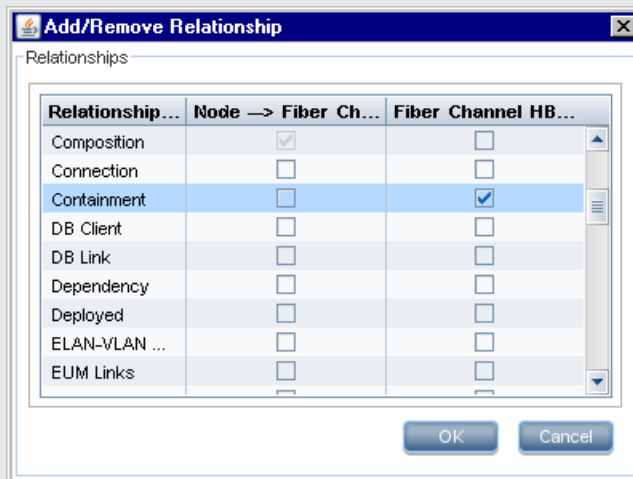 Add/Remove Relationship
Relationships
Relationship... Node —> Fiber Ch... Fiber Channel HB...
Composition
Connection
Containment
DB Client
DB Link
Dependency
Deployed
ELAN-VLAN ...
EUM Links
OK Cancel